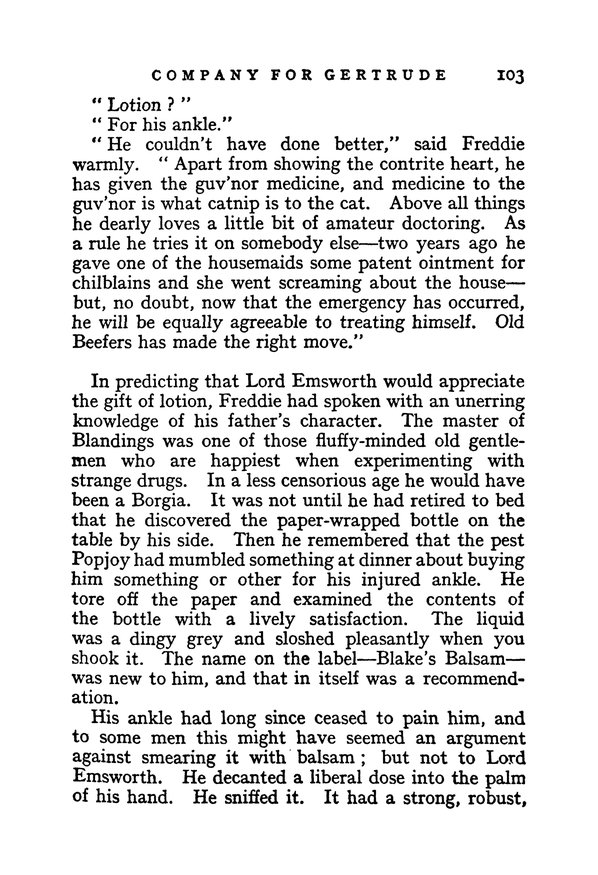 COMPANY FOR GERTRUDE 103
“ Lotion ? ”
“ For his ankle.”
“ He couldn't have done better,” said Freddie
warmly. “ Apart from showing the contrite heart, he
has given the guv'nor medicine, and medicine to the
guv'nor is what catnip is to the cat. Above all things
he dearly loves a little bit of amateur doctoring. As
a rule he tries it on somebody else—two years ago he
gave one of the housemaids some patent ointment for
chilblains and she went screaming about the house—
but, no doubt, now that the emergency has occurred,
he will be equally agreeable to treating himself. Old
Beefers has made the right move.”
In predicting that Lord Emsworth would appreciate
the gift of lotion, Freddie had spoken with an unerring
knowledge of his father's character. The master of
Blandings was one of those fluffy-minded old gentle-
men who are happiest when experimenting with
strange drugs. In a less censorious age he would have
been a Borgia. It was not until he had retired to bed
that he discovered the paper-wrapped bottle on the
table by his side. Then he remembered that the pest
Popjoy had mumbled something at dinner about buying
him something or other for his injured ankle. He
tore off the paper and examined the contents of
the bottle with a lively satisfaction. The liquid
was a dingy grey and sloshed pleasantly when you
shook it. The name on the label—Blake's Balsam—
was new to him, and that in itself was a recommend-
ation.
His ankle had long since ceased to pain him, and
to some men this might have seemed an argument
against smearing it with balsam ; but not to Lord
Emsworth. He decanted a liberal dose into the palm
of his hand. He sniffed it. It had a strong, robust,